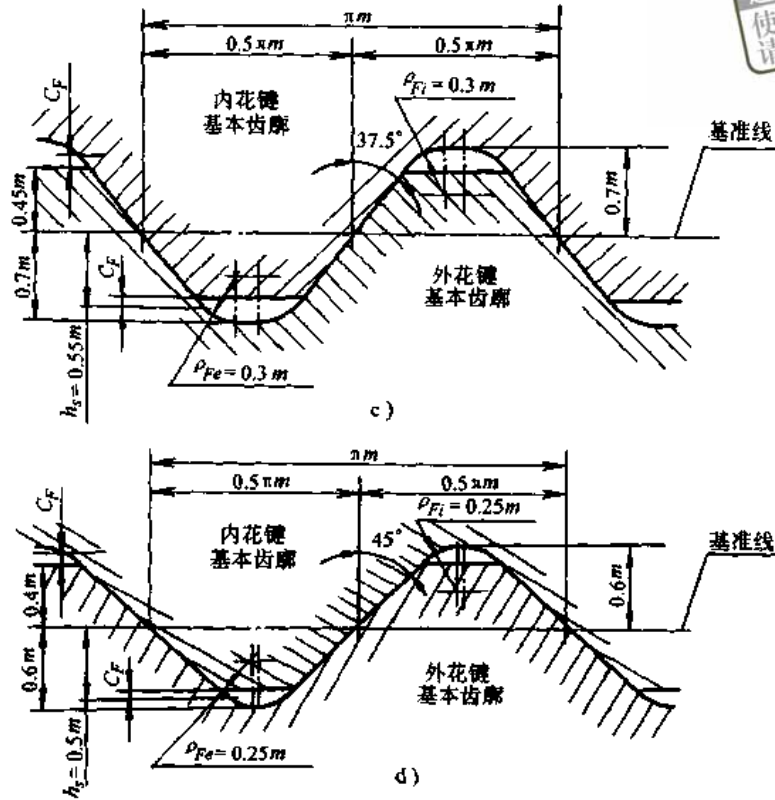 使
请
πm
0.5πm
0.5πm
C_F
ρ_Fi = 0.3 m
内花键
基本齿廓
37.5°
基准线
0.45m
0.7m
0.7m
C_F
外花键
基本齿廓
h_s = 0.55m
ρ_Fe = 0.3 m
c )
πm
0.5πm
0.5πm
C_F
ρ_Fi = 0.25m
内花键
基本齿廓
45°
基准线
0.4m
0.6m
0.6m
C_F
外花键
基本齿廓
h_s = 0.5m
ρ_Fe = 0.25m
d )